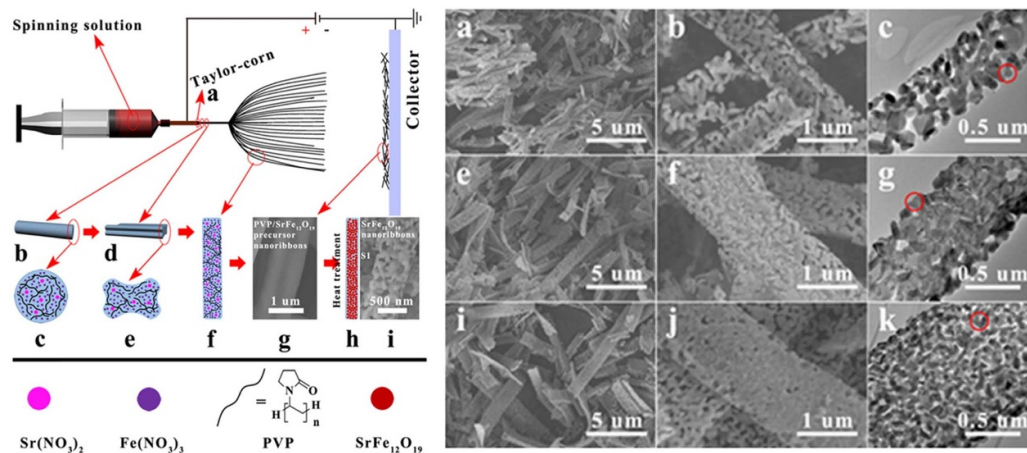 Spinning solution
Taylor-corn
a
+ -
Collector
b
d
c
e
f
PVP/SrFe12O19
precursor
nanoribbons
1 um
g
Heat treatment
h
SrFe12O19
nanoribbons
S1
500 nm
i
Sr(NO3)2
Fe(NO3)3
=
N
O
H
H
n
PVP
SrFe12O19
a
5 um
b
1 um
c
0.5 um
e
5 um
f
1 um
g
0.5 um
i
5 um
j
1 um
k
0.5 um